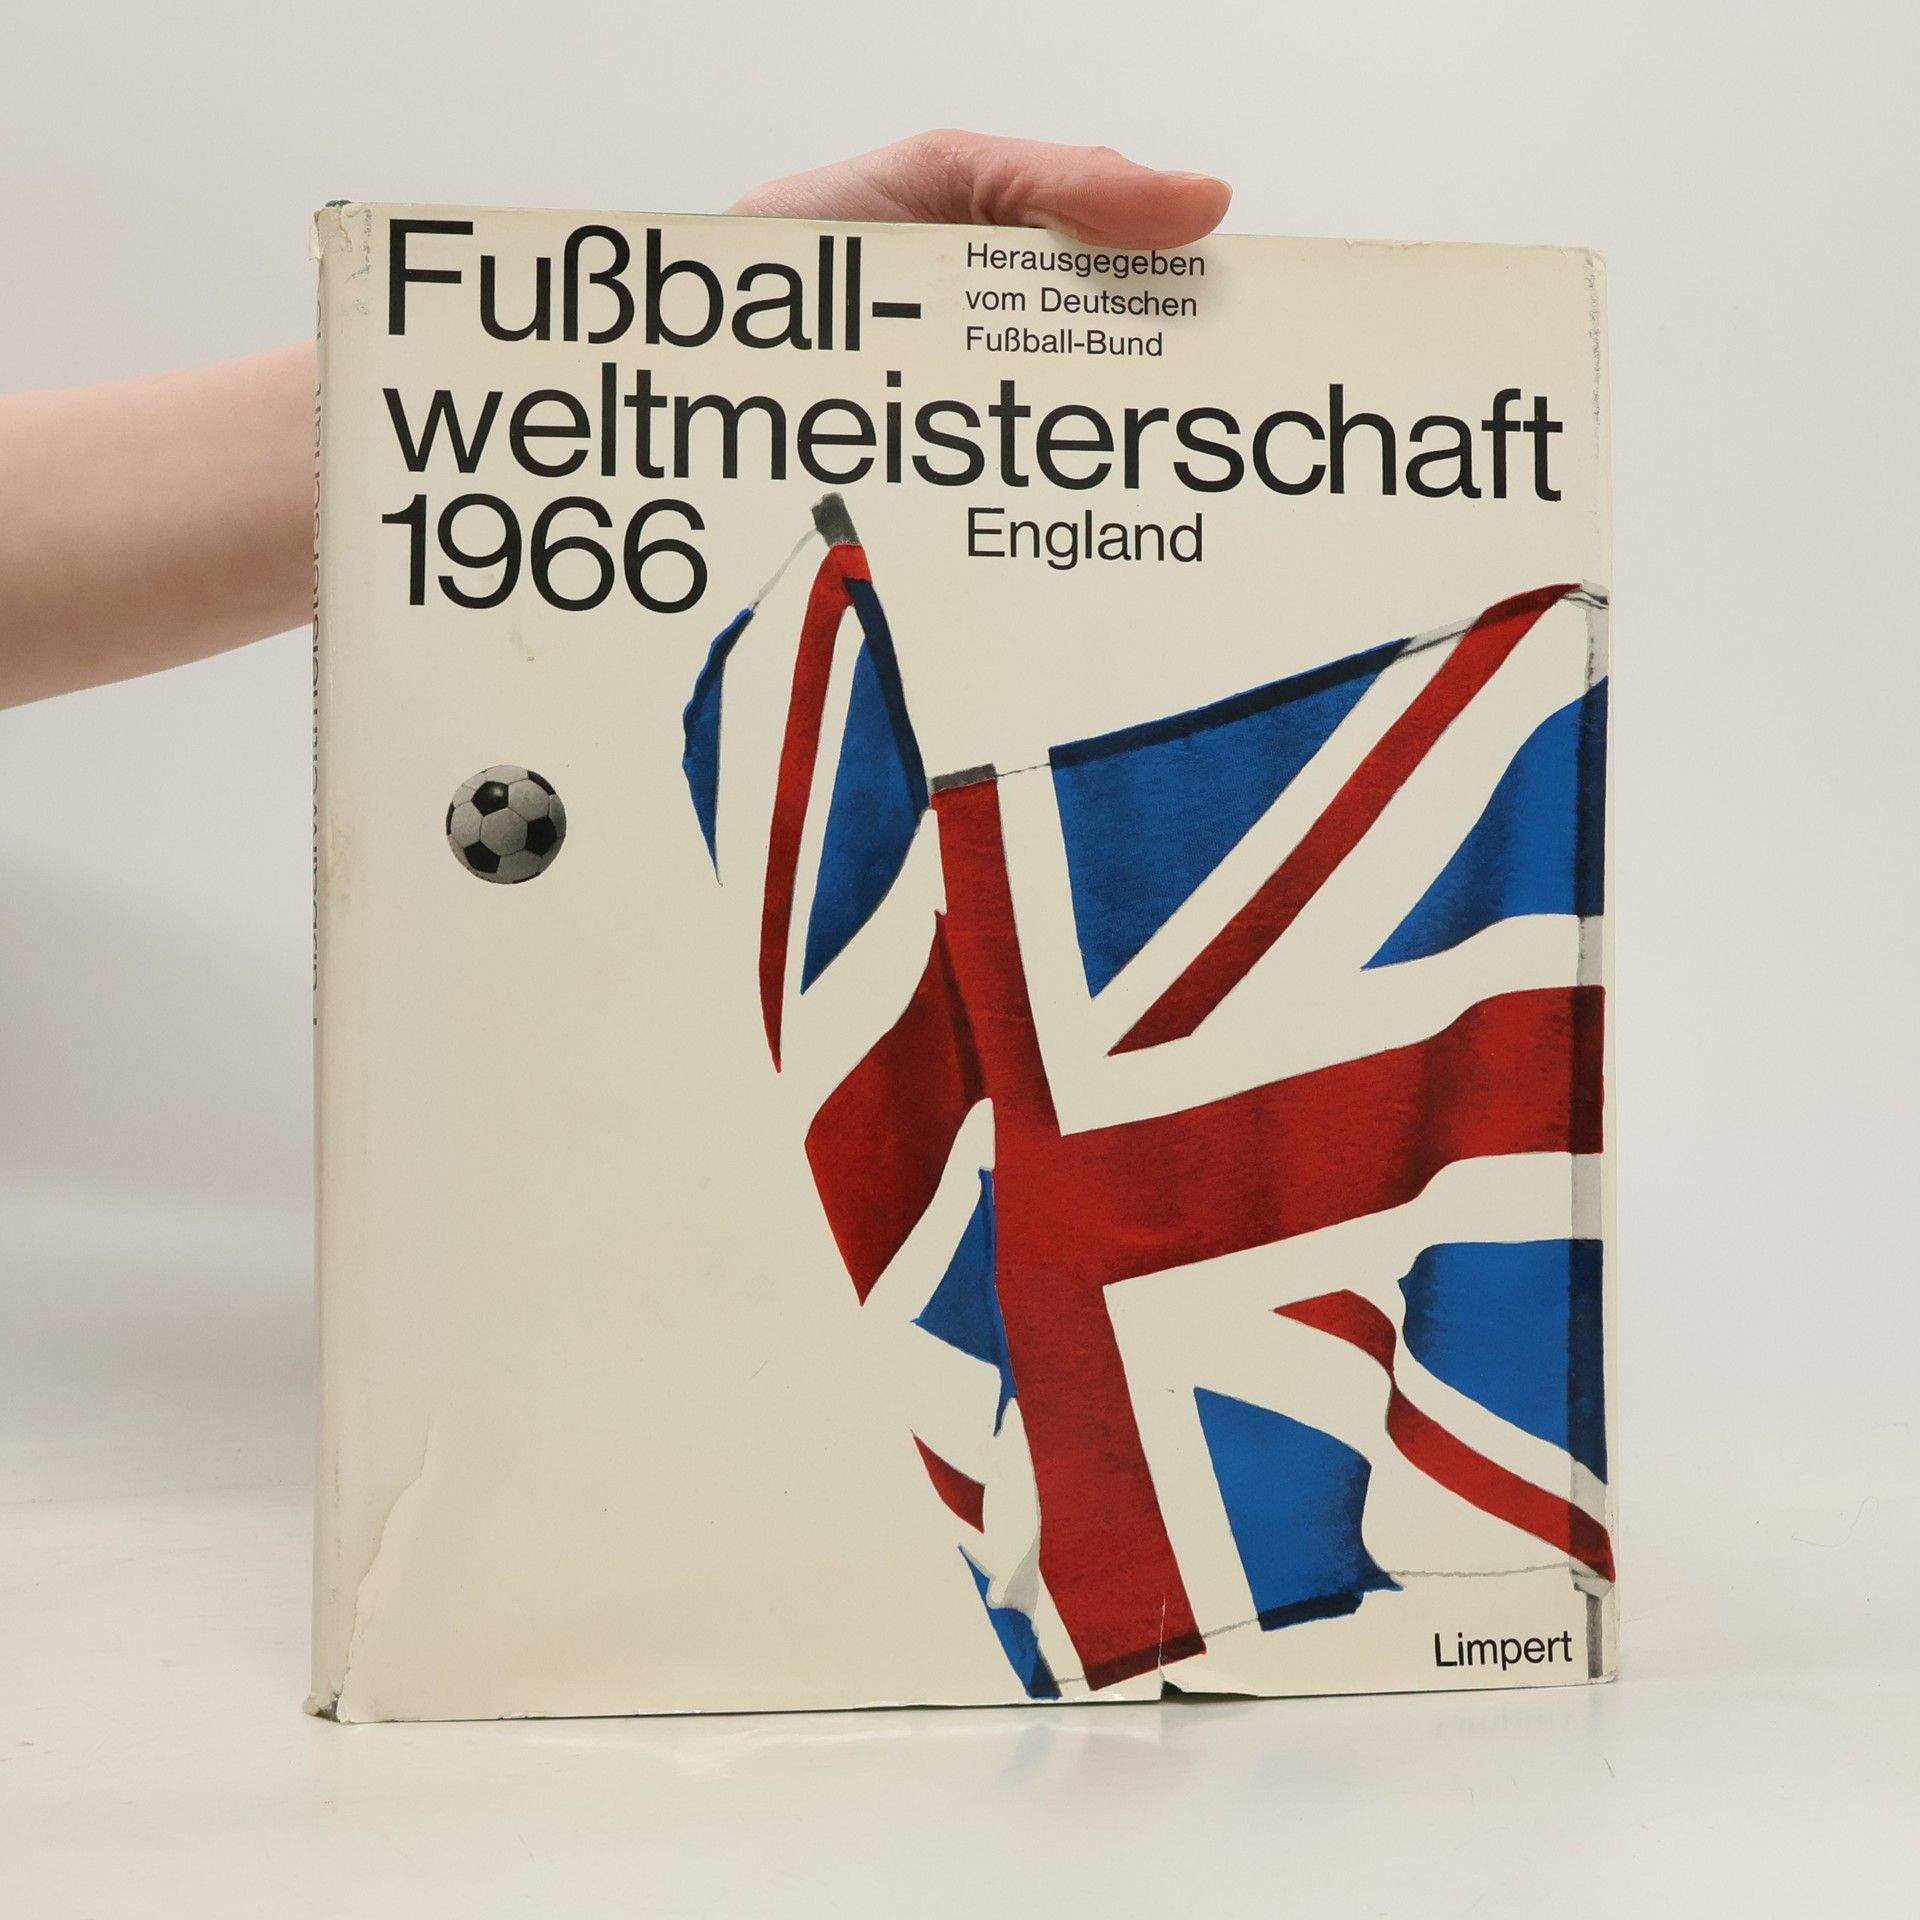 Fußball-
Herausgegeben
vom Deutschen
Fußball-Bund
weltmeisterschaft
1966
England
Limpert